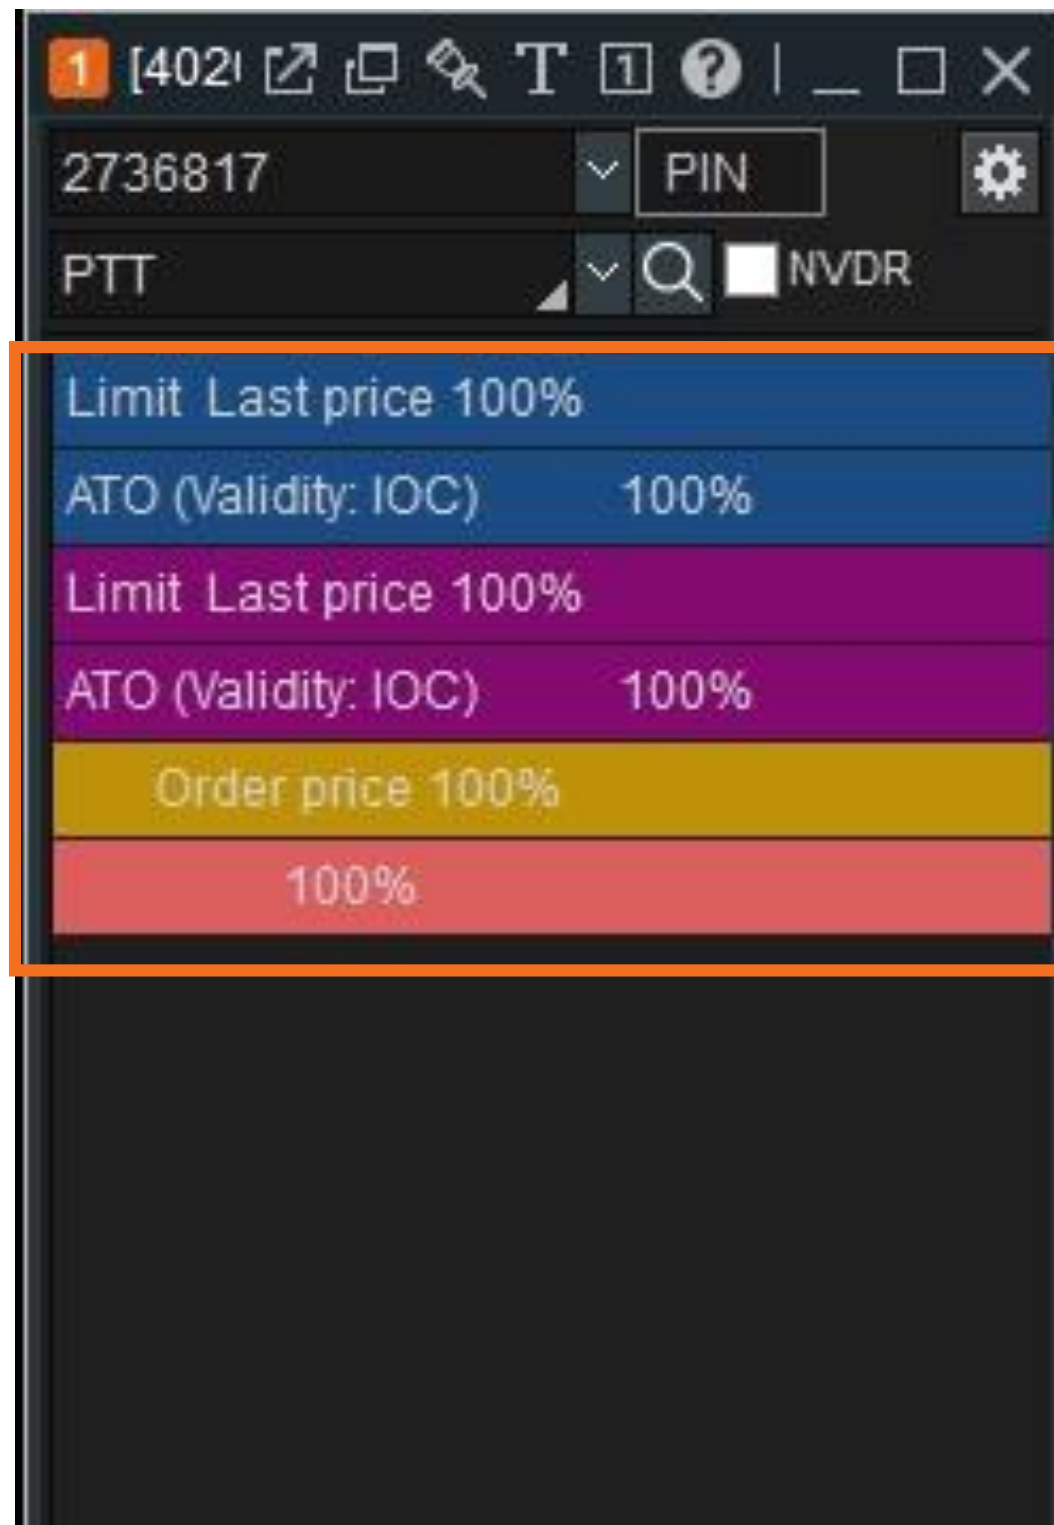 1 [402 T 1 ?
2736817 PIN
PTT NVDR
Limit Last price 100%
ATO (Validity: IOC) 100%
Limit Last price 100%
ATO (Validity: IOC) 100%
Order price 100%
100%